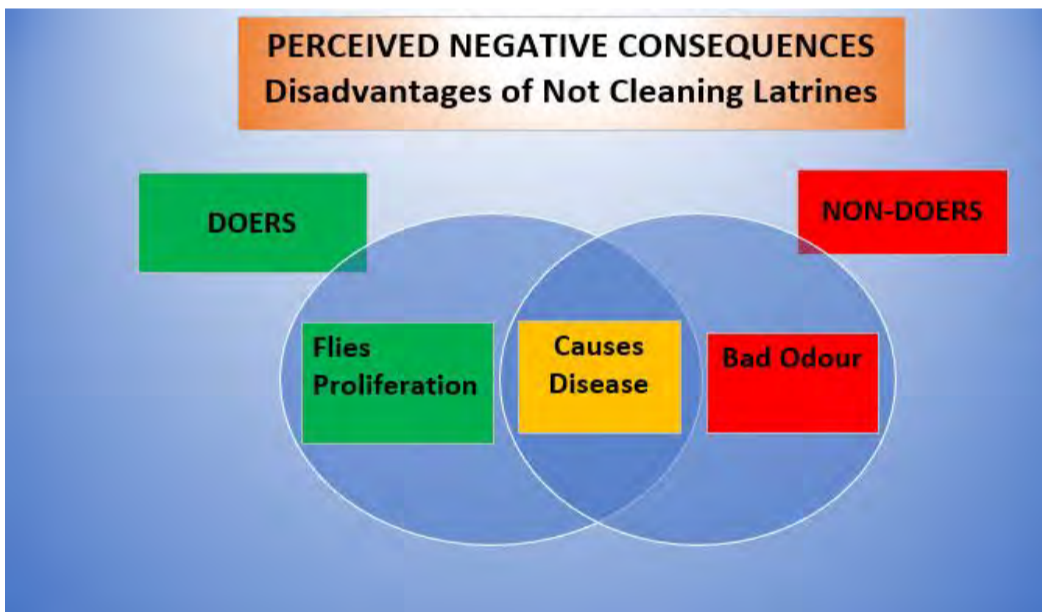 PERCEIVED NEGATIVE CONSEQUENCES
Disadvantages of Not Cleaning Latrines
DOERS
NON-DOERS
Flies
Proliferation
Causes
Disease
Bad Odour